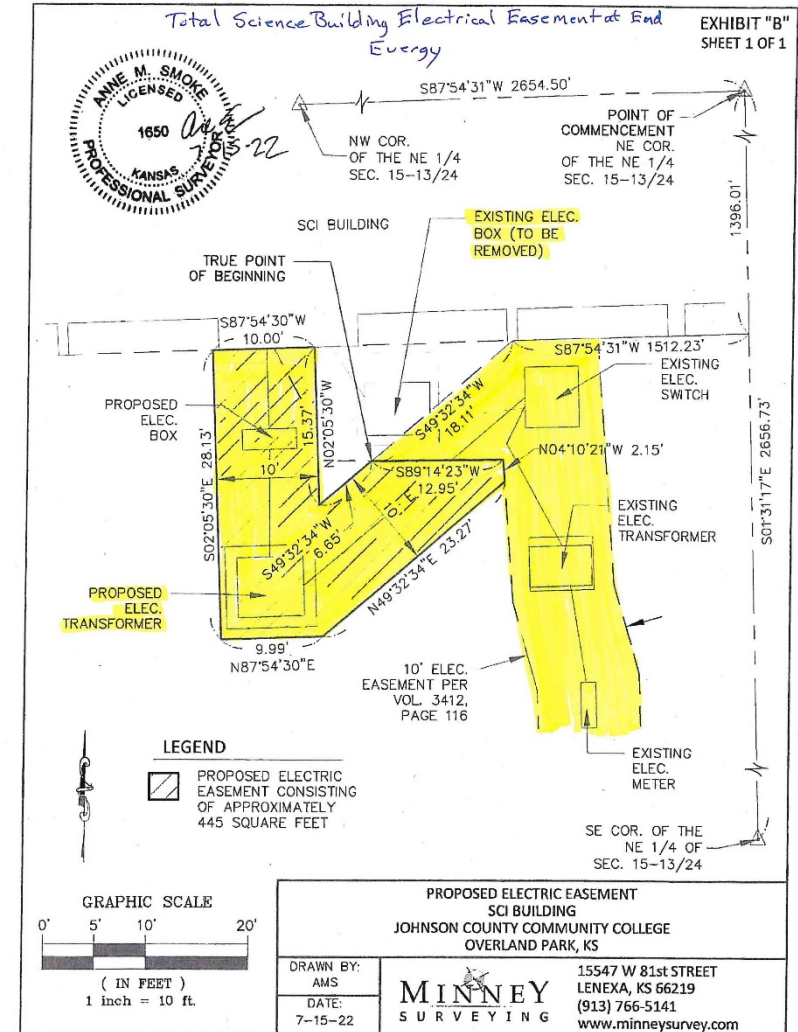 Total Science Building Electrical Easement at End
Evergy
EXHIBIT "B"
SHEET 1 OF 1
ANNE M. SMOKE
LICENSED
1650
7-15-22
KANSAS
PROFESSIONAL SURVEYOR
S87°54'31"W 2654.50'
NW COR.
OF THE NE 1/4
SEC. 15-13/24
POINT OF
COMMENCEMENT
NE COR.
OF THE NE 1/4
SEC. 15-13/24
1396.01'
SCI BUILDING
EXISTING ELEC.
BOX (TO BE
REMOVED)
TRUE POINT
OF BEGINNING
S87°54'30"W
10.00'
S87°54'31"W 1512.23'
EXISTING
ELEC.
SWITCH
PROPOSED
ELEC.
BOX
15.37'
N02°05'30"W
S49°32'34"W
18.11'
N04°10'21"W 2.15'
S89°14'23"W
12.95'
S02°05'30"E 28.13'
10'
S49°32'34"W
6.65'
N49°32'34"E 23.27'
S01°31'17"E 2656.73'
EXISTING
ELEC.
TRANSFORMER
PROPOSED
ELEC.
TRANSFORMER
9.99'
N87°54'30"E
10' ELEC.
EASEMENT PER
VOL. 3412,
PAGE 116
EXISTING
ELEC.
METER
LEGEND
PROPOSED ELECTRIC
EASEMENT CONSISTING
OF APPROXIMATELY
445 SQUARE FEET
SE COR. OF THE
NE 1/4 OF
SEC. 15-13/24
GRAPHIC SCALE
0' 5' 10' 20'
( IN FEET )
1 inch = 10 ft.
PROPOSED ELECTRIC EASEMENT
SCI BUILDING
JOHNSON COUNTY COMMUNITY COLLEGE
OVERLAND PARK, KS
DRAWN BY:
AMS
DATE:
7-15-22
MINNEY
SURVEYING
15547 W 81st STREET
LENEXA, KS 66219
(913) 766-5141
www.minneysurvey.com